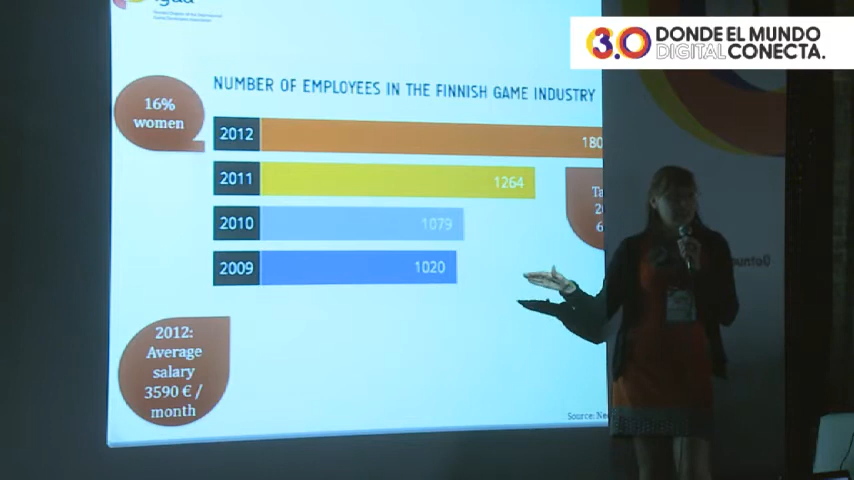 3.0 DONDE EL MUNDO
DIGITAL CONECTA.
NUMBER OF EMPLOYEES IN THE FINNISH GAME INDUSTRY
16%
women
2012
180
2011 1264
2010 1079
2009 1020
2012:
Average
salary
3590 € /
month
Source: